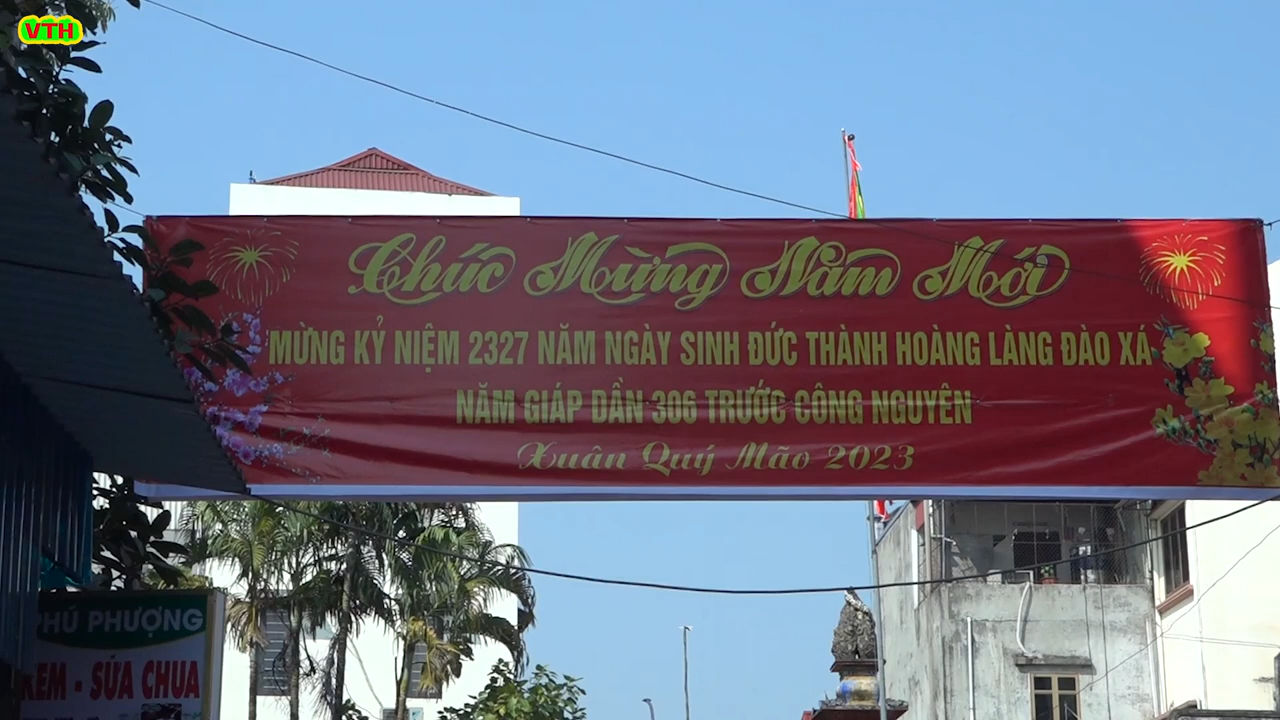 VTH
Chúc Mừng Năm Mới
MỪNG KỶ NIỆM 2327 NĂM NGÀY SINH ĐỨC THÀNH HOÀNG LÀNG ĐÀO XÁ
NĂM GIÁP DẦN 306 TRƯỚC CÔNG NGUYÊN
Xuân Quý Mão 2023
PHÚ PHƯỢNG
KEM - SỮA CHUA